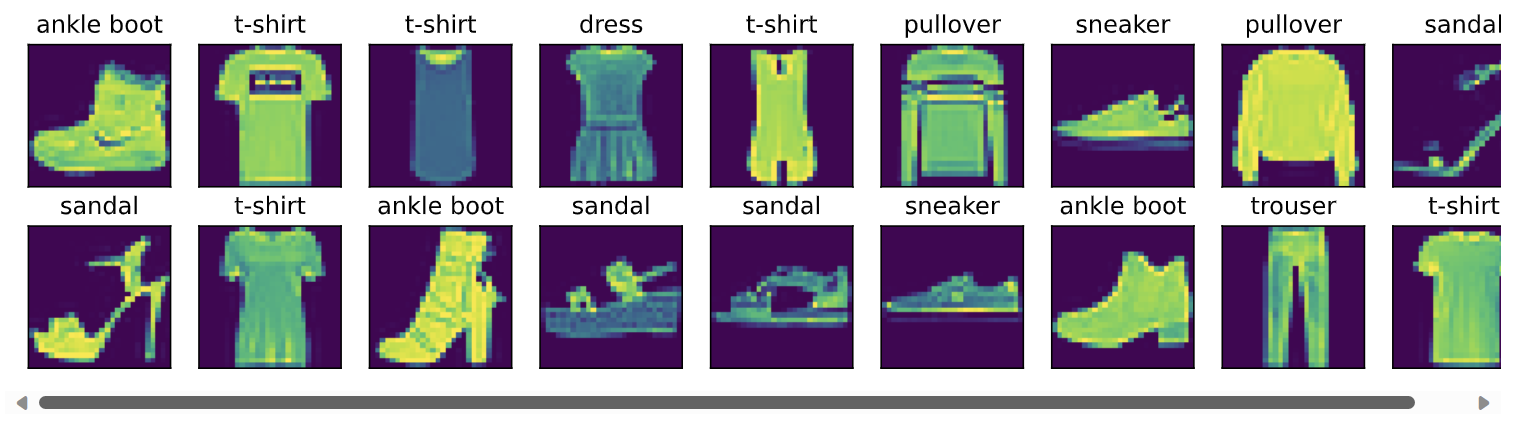 ankle boot t-shirt t-shirt dress t-shirt pullover sneaker pullover sandal
sandal t-shirt ankle boot sandal sandal sneaker ankle boot trouser t-shirt